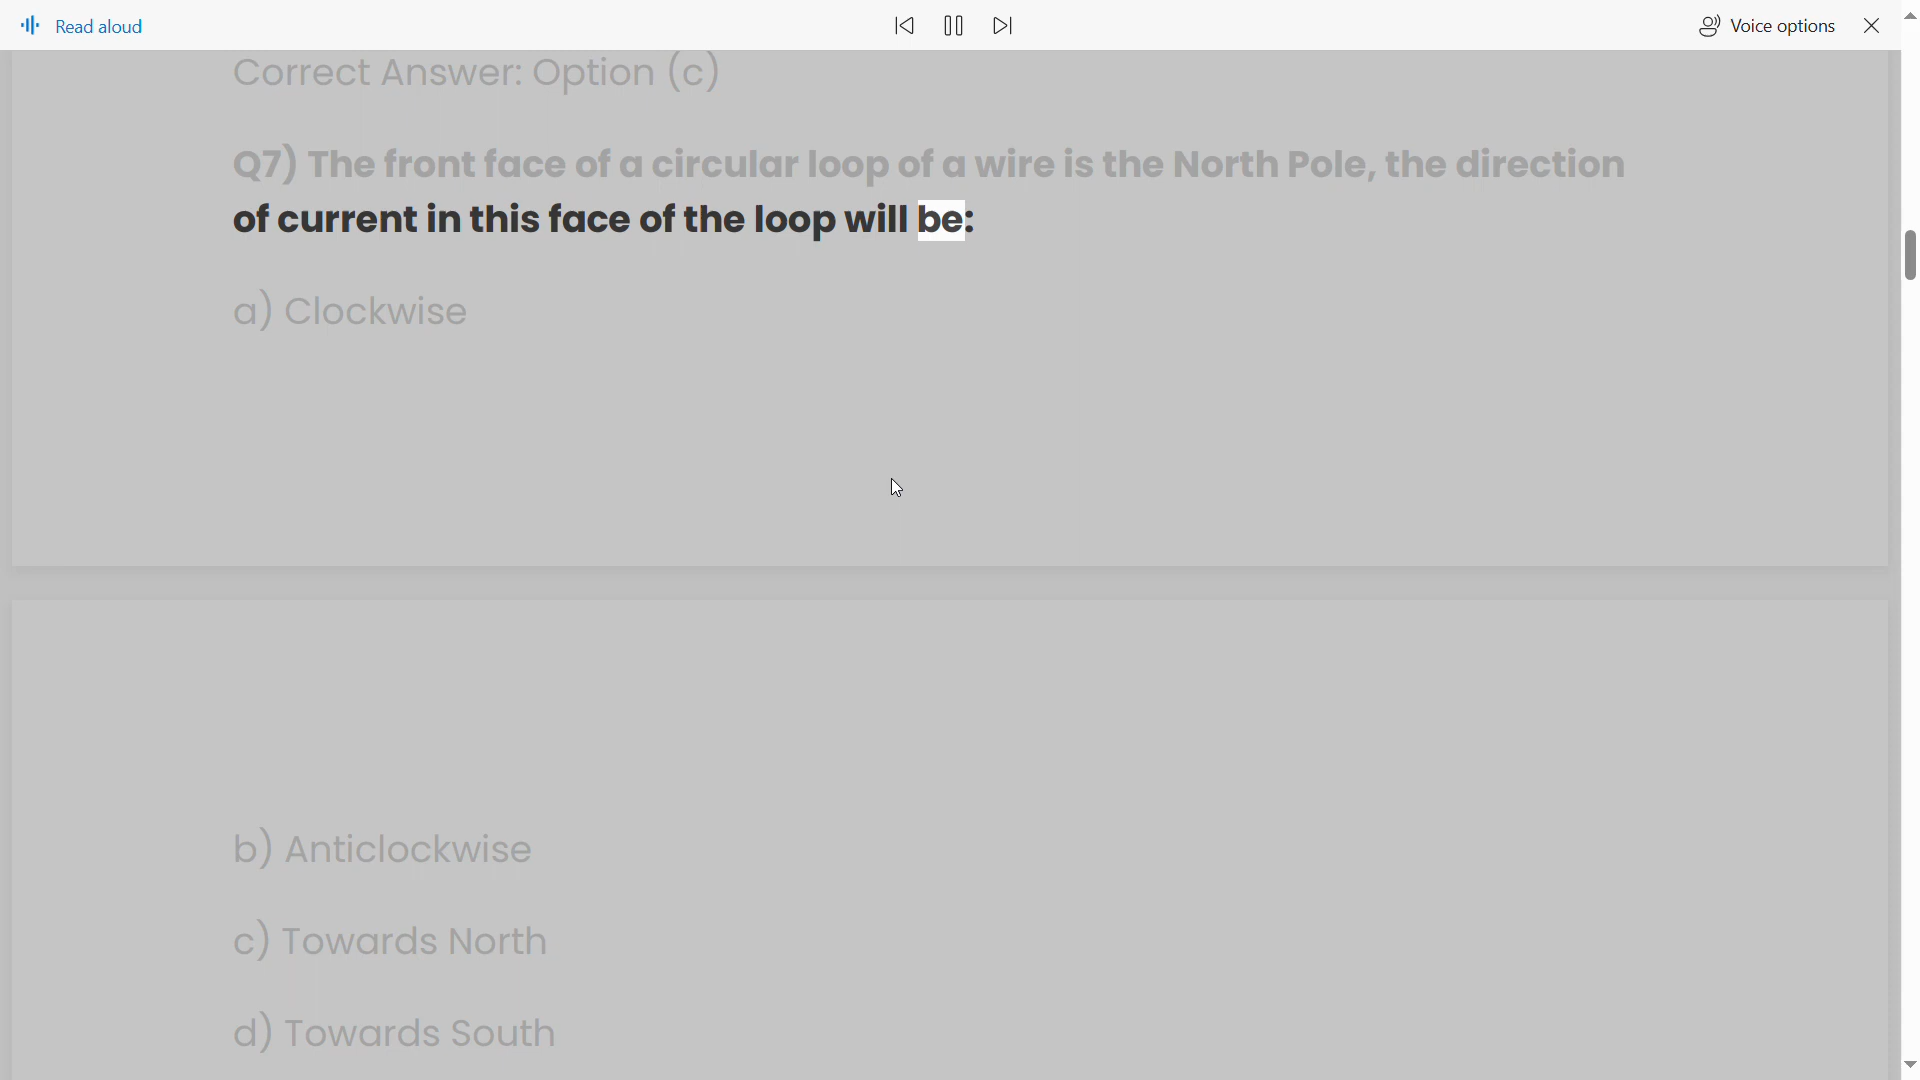 Read aloud
Voice options
Correct Answer: Option (c)
Q7) The front face of a circular loop of a wire is the North Pole, the direction
of current in this face of the loop will be:
a) Clockwise
b) Anticlockwise
c) Towards North
d) Towards South